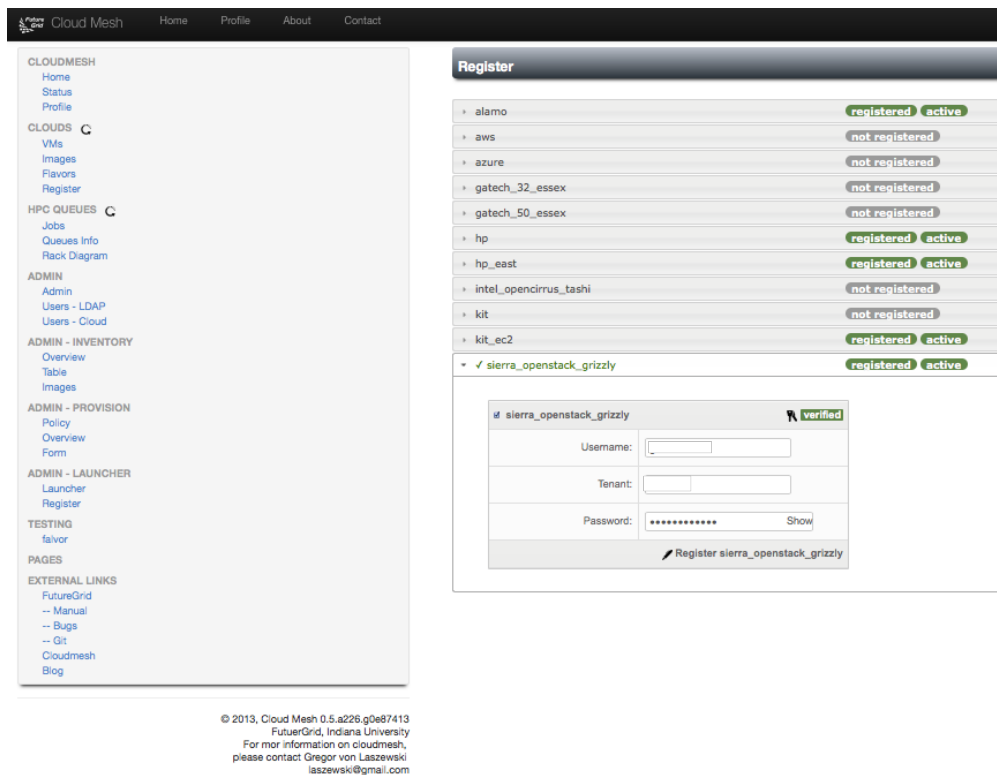 Future Grid Cloud Mesh Home Profile About Contact
CLOUDMESH
Home
Status
Profile
CLOUDS
VMs
Images
Flavors
Register
HPC QUEUES
Jobs
Queues Info
Rack Diagram
ADMIN
Admin
Users - LDAP
Users - Cloud
ADMIN - INVENTORY
Overview
Table
Images
ADMIN - PROVISION
Policy
Overview
Form
ADMIN - LAUNCHER
Launcher
Register
TESTING
falvor
PAGES
EXTERNAL LINKS
FutureGrid
-- Manual
-- Bugs
-- Git
Cloudmesh
Blog
© 2013, Cloud Mesh 0.5.a226.g0e87413
FutuerGrid, Indiana University
For mor information on cloudmesh,
please contact Gregor von Laszewski
laszewski@gmail.com
Register
alamo registered active
aws not registered
azure not registered
gatech_32_essex not registered
gatech_50_essex not registered
hp registered active
hp_east registered active
intel_opencirrus_tashi not registered
kit not registered
kit_ec2 registered active
✓ sierra_openstack_grizzly registered active
sierra_openstack_grizzly verified
Username:
Tenant:
Password: •••••••••••• Show
Register sierra_openstack_grizzly